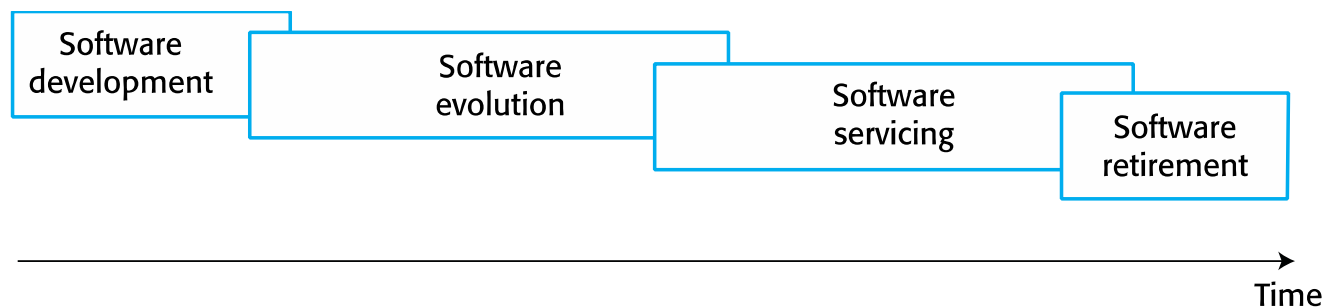 Software
development
Software
evolution
Software
servicing
Software
retirement
Time